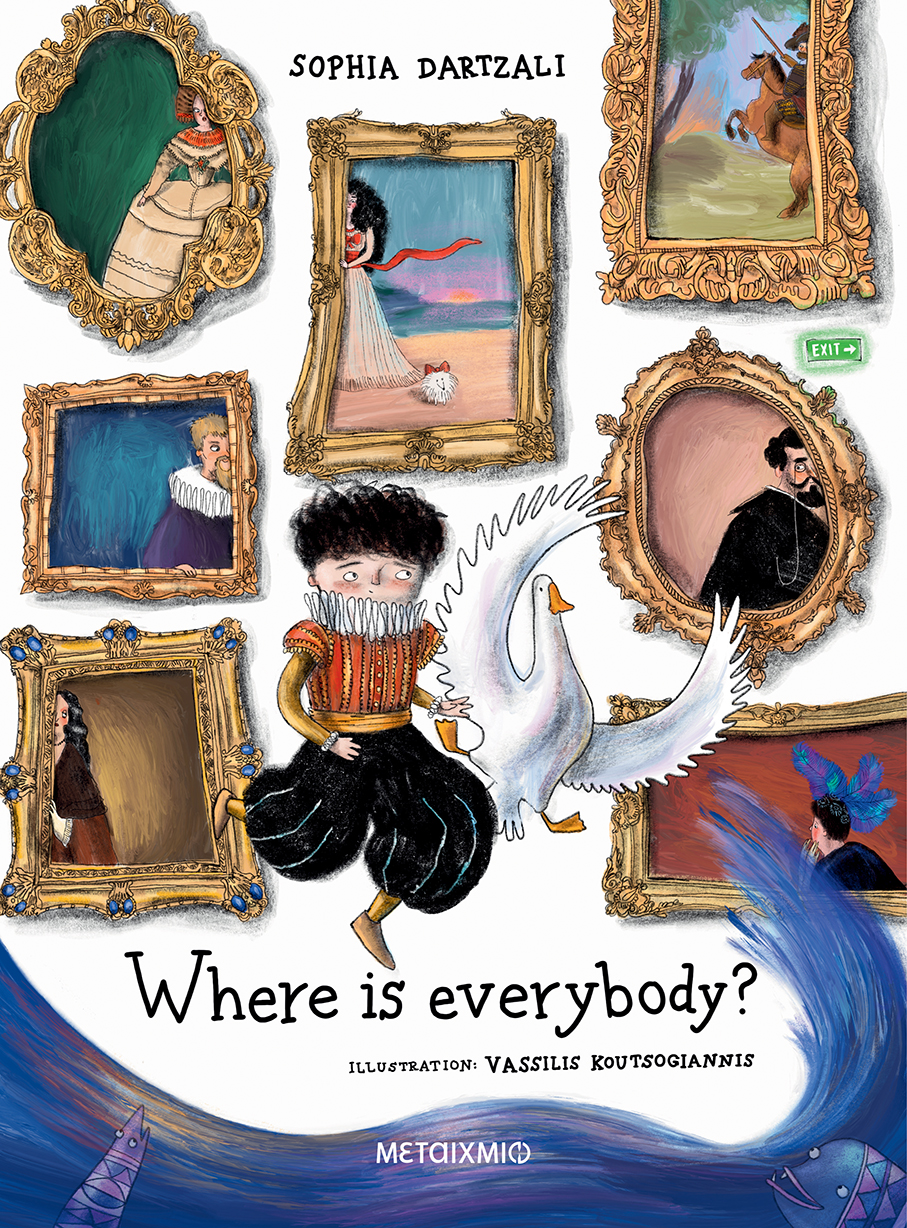 SOPHIA DARTZALI
EXIT →
Where is everybody?
ILLUSTRATION: VASSILIS KOUTSOGIANNIS
ΜΕΤΑΙΧΜΙΟ